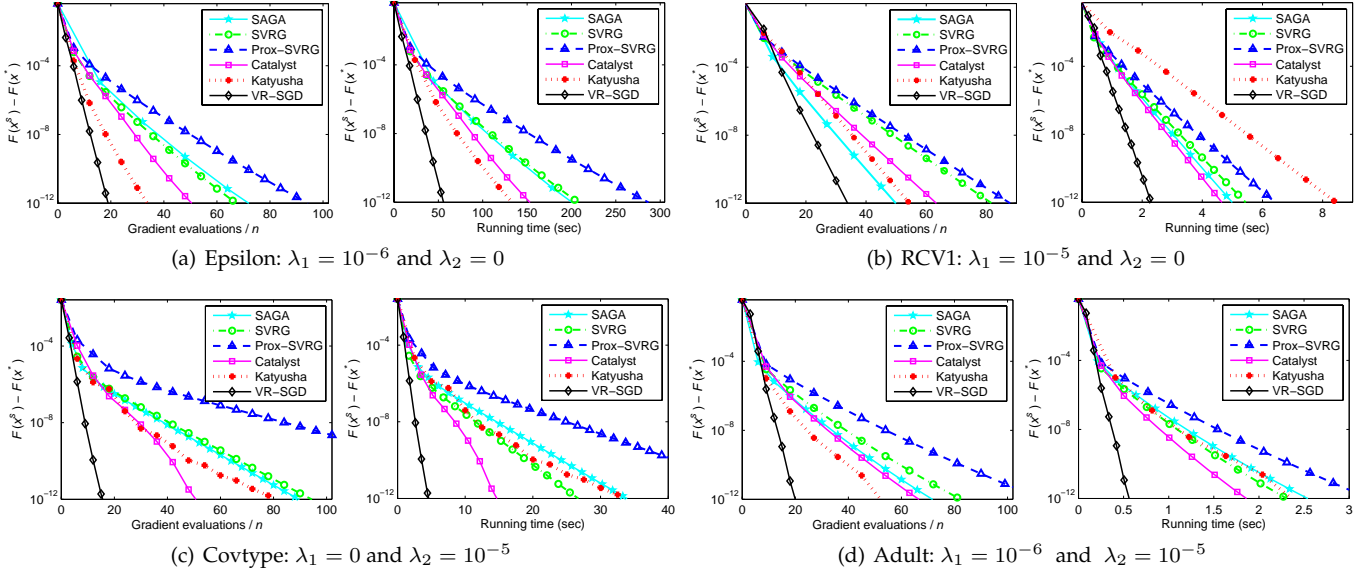 F(x^s) − F(x^*)
10^-4
10^-8
10^-12
SAGA
SVRG
Prox−SVRG
Catalyst
Katyusha
VR−SGD
0 20 40 60 80 100
Gradient evaluations / n
F(x^s) − F(x^*)
10^-4
10^-8
10^-12
SAGA
SVRG
Prox−SVRG
Catalyst
Katyusha
VR−SGD
0 50 100 150 200 250 300
Running time (sec)
(a) Epsilon: λ1 = 10^-6 and λ2 = 0
F(x^s) − F(x^*)
10^-4
10^-8
10^-12
SAGA
SVRG
Prox−SVRG
Catalyst
Katyusha
VR−SGD
0 20 40 60 80
Gradient evaluations / n
F(x^s) − F(x^*)
10^-4
10^-8
10^-12
SAGA
SVRG
Prox−SVRG
Catalyst
Katyusha
VR−SGD
0 2 4 6 8
Running time (sec)
(b) RCV1: λ1 = 10^-5 and λ2 = 0
F(x^s) − F(x^*)
10^-4
10^-8
10^-12
SAGA
SVRG
Prox−SVRG
Catalyst
Katyusha
VR−SGD
0 20 40 60 80 100
Gradient evaluations / n
F(x^s) − F(x^*)
10^-4
10^-8
10^-12
SAGA
SVRG
Prox−SVRG
Catalyst
Katyusha
VR−SGD
0 10 20 30 40
Running time (sec)
(c) Covtype: λ1 = 0 and λ2 = 10^-5
F(x^s) − F(x^*)
10^-4
10^-8
10^-12
SAGA
SVRG
Prox−SVRG
Catalyst
Katyusha
VR−SGD
0 20 40 60 80 100
Gradient evaluations / n
F(x^s) − F(x^*)
10^-4
10^-8
10^-12
SAGA
SVRG
Prox−SVRG
Catalyst
Katyusha
VR−SGD
0 0.5 1 1.5 2 2.5 3
Running time (sec)
(d) Adult: λ1 = 10^-6 and λ2 = 10^-5